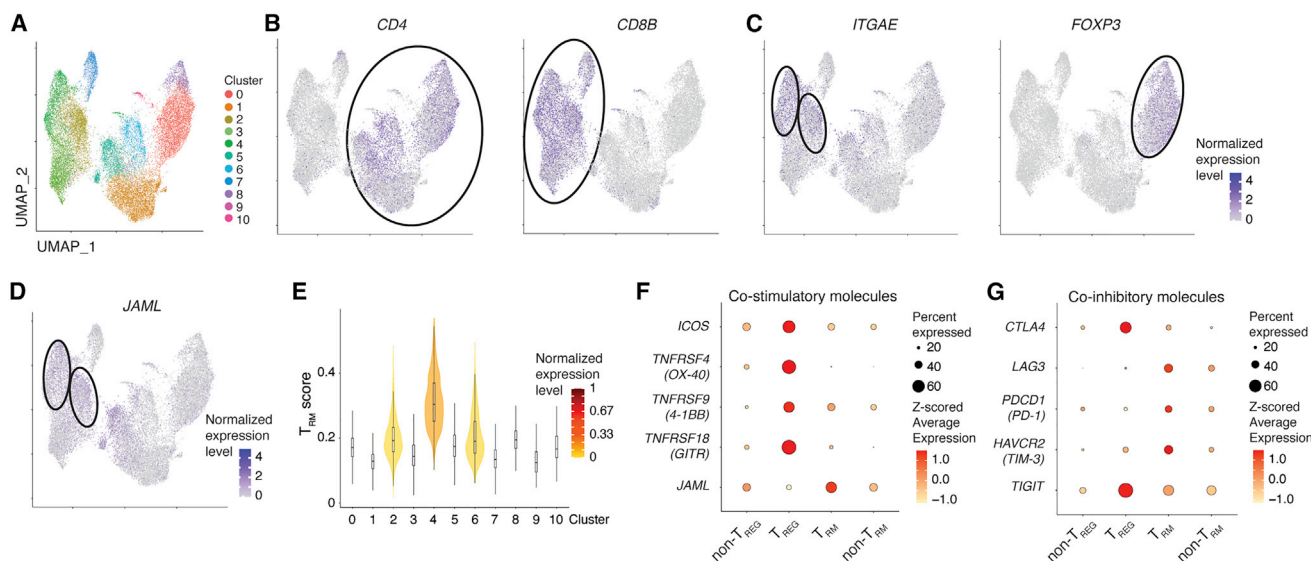 A
UMAP_2
UMAP_1
Cluster
0
1
2
3
4
5
6
7
8
9
10
B
CD4
CD8B
C
ITGAE
FOXP3
Normalized
expression
level
4
2
0
D
JAML
Normalized
expression
level
4
2
0
E
TRM score
0.4
0.2
0
0 1 2 3 4 5 6 7 8 9 10 Cluster
Normalized
expression
level
1
0.67
0.33
0
F
Co-stimulatory molecules
ICOS
TNFRSF4
(OX-40)
TNFRSF9
(4-1BB)
TNFRSF18
(GITR)
JAML
non-TREG
TREG
TRM
non-TRM
Percent
expressed
20
40
60
Z-scored
Average
Expression
1.0
0.0
−1.0
G
Co-inhibitory molecules
CTLA4
LAG3
PDCD1
(PD-1)
HAVCR2
(TIM-3)
TIGIT
non-TREG
TREG
TRM
non-TRM
Percent
expressed
20
40
60
Z-scored
Average
Expression
1.0
0.0
−1.0